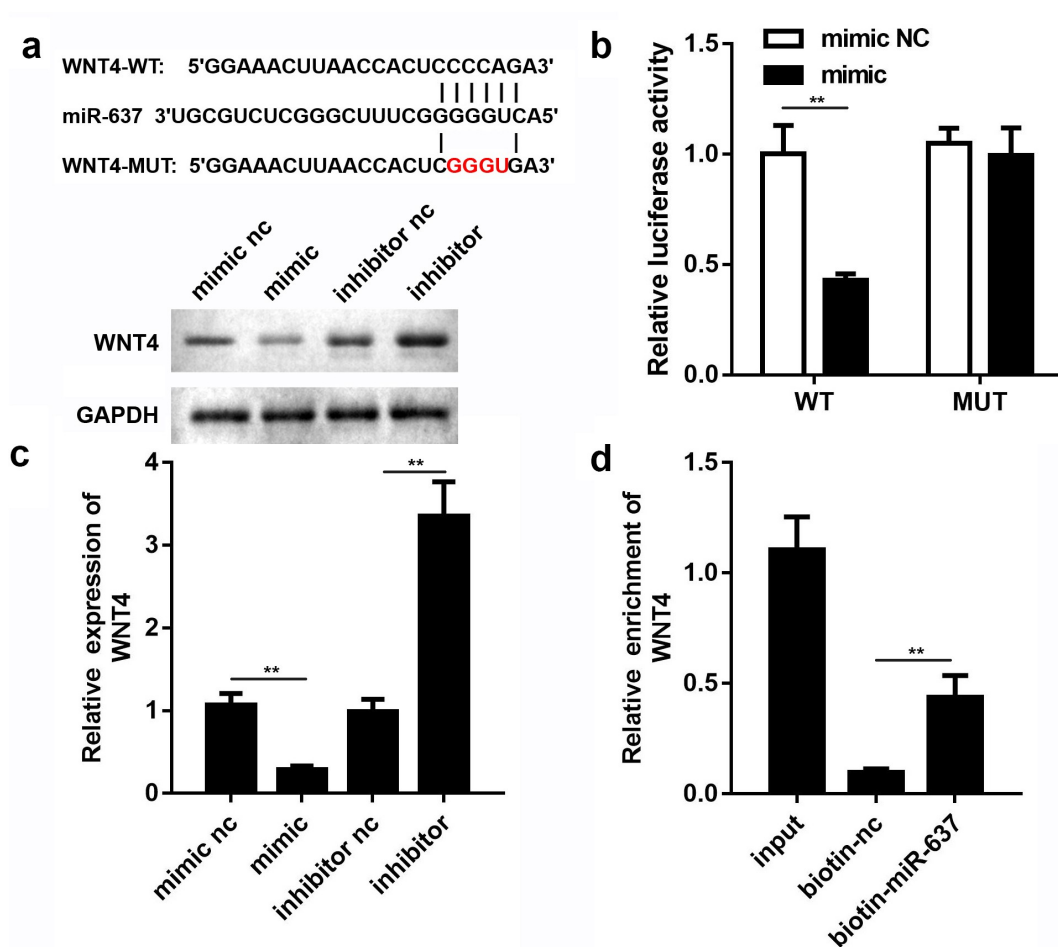 a
WNT4-WT: 5'GGAAACUUAACCACUCCCCAGA3'
miR-637 3'UGCGUCUCGGGCUUUCGGGGGUCA5'
WNT4-MUT: 5'GGAAACUUAACCACUCGGGUGA3'
mimic nc
mimic
inhibitor nc
inhibitor
WNT4
GAPDH
b
mimic NC
mimic
Relative luciferase activity
1.5
1.0
0.5
0.0
**
WT
MUT
c
Relative expression of
WNT4
4
3
2
1
0
**
**
mimic nc
mimic
inhibitor nc
inhibitor
d
Relative enrichment of
WNT4
1.5
1.0
0.5
0.0
**
input
biotin-nc
biotin-miR-637